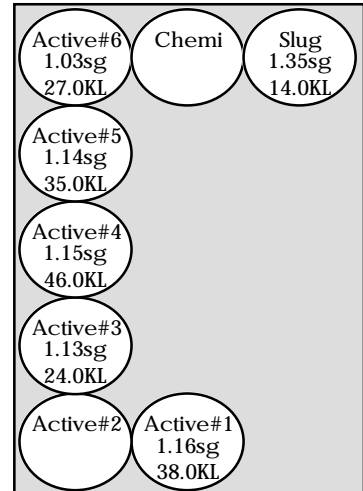 Active#6
1.03sg
27.0KL
Chemi
Slug
1.35sg
14.0KL
Active#5
1.14sg
35.0KL
Active#4
1.15sg
46.0KL
Active#3
1.13sg
24.0KL
Active#2
Active#1
1.16sg
38.0KL